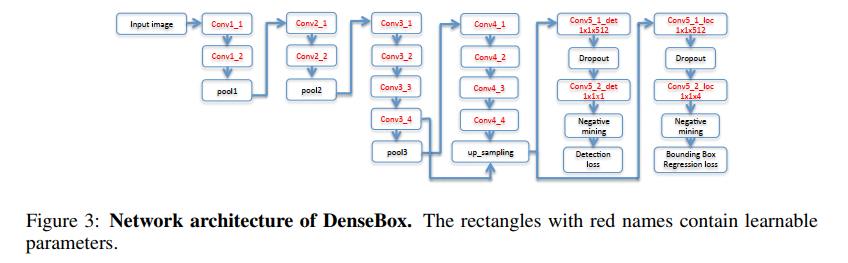 Input image
Conv1_1
Conv1_2
pool1
Conv2_1
Conv2_2
pool2
Conv3_1
Conv3_2
Conv3_3
Conv3_4
pool3
Conv4_1
Conv4_2
Conv4_3
Conv4_4
up_sampling
Conv5_1_det
1x1x512
Dropout
Conv5_2_det
1x1x1
Negative
mining
Detection
loss
Conv5_1_loc
1x1x512
Dropout
Conv5_2_loc
1x1x4
Negative
mining
Bounding Box
Regression loss
Figure 3: Network architecture of DenseBox. The rectangles with red names contain learnable
parameters.